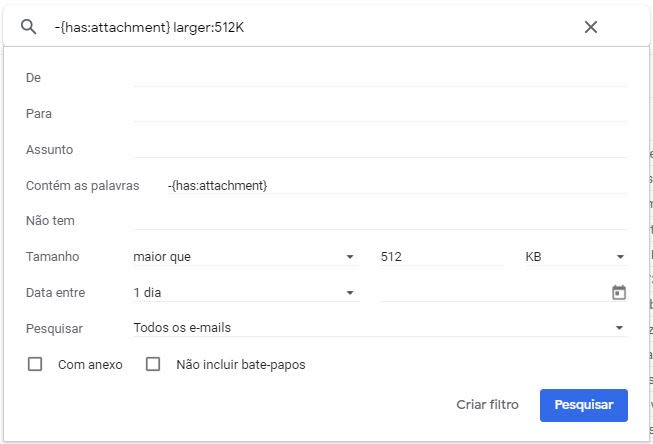 -{has:attachment} larger:512K
De
Para
Assunto
Contém as palavras -{has:attachment}
Não tem
Tamanho maior que 512 KB
Data entre 1 dia
Pesquisar Todos os e-mails
Com anexo Não incluir bate-papos
Criar filtro Pesquisar